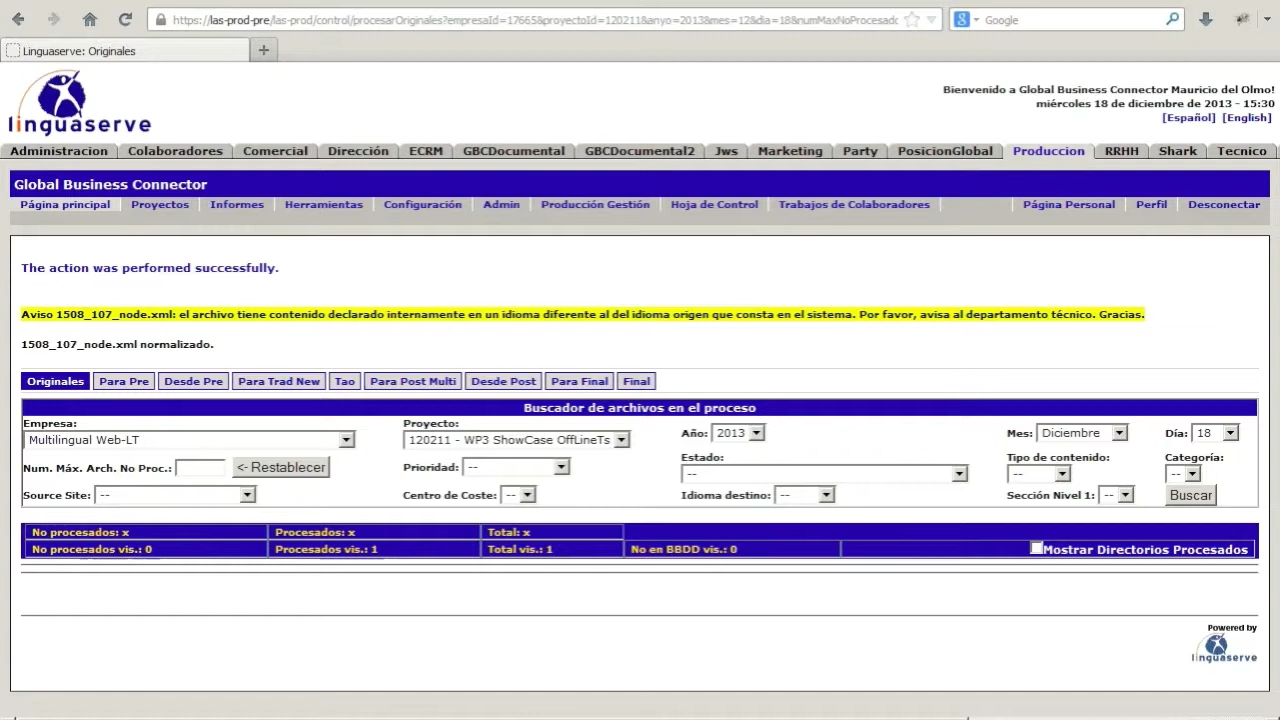 https://las-prod-pre/las-prod/control/procesarOriginales?empresaId=17665&proyectoId=120211&anyo=2013&mes=12&dia=18&numMaxNoProcesado
Google
Linguaserve: Originales
linguaserve
Bienvenido a Global Business Connector Mauricio del Olmo!
miércoles 18 de diciembre de 2013 - 15:30
[Español] [English]
Administracion Colaboradores Comercial Dirección ECRM GBCDocumental GBCDocumental2 Jws Marketing Party PosicionGlobal Produccion RRHH Shark Tecnico
Global Business Connector
Página principal Proyectos Informes Herramientas Configuración Admin Producción Gestión Hoja de Control Trabajos de Colaboradores Página Personal Perfil Desconectar
The action was performed successfully.
Aviso 1508_107_node.xml: el archivo tiene contenido declarado internamente en un idioma diferente al del idioma origen que consta en el sistema. Por favor, avisa al departamento técnico. Gracias.
1508_107_node.xml normalizado.
Originales Para Pre Desde Pre Para Trad New Tao Para Post Multi Desde Post Para Final Final
Buscador de archivos en el proceso
Empresa: Proyecto:
Multilingual Web-LT 120211 - WP3 ShowCase OffLineTs Año: 2013 Mes: Diciembre Día: 18
Estado: Tipo de contenido: Categoría:
Num. Máx. Arch. No Proc.: <- Restablecer Prioridad: -- -- -- --
Source Site: -- Centro de Coste: -- Idioma destino: -- Sección Nivel 1: -- Buscar
No procesados: x Procesados: x Total: x
No procesados vis.: 0 Procesados vis.: 1 Total vis.: 1 No en BBDD vis.: 0 Mostrar Directorios Procesados
Powered by
linguaserve